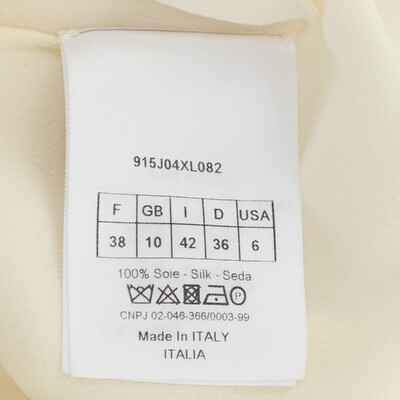 915J04XL082
F GB I D USA
38 10 42 36 6
100% Soie - Silk - Seda
P
CNPJ 02-046-366/0003-99
Made In ITALY
ITALIA